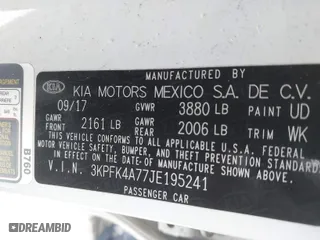 MANUFACTURED BY
KIA KIA MOTORS MEXICO S.A. DE C.V.
09/17 GVWR 3880 LB PAINT UD
GAWR FRONT 2161 LB GAWR REAR 2006 LB TRIM WK
THIS VEHICLE CONFORMS TO ALL APPLICABLE U.S. FEDERAL MOTOR
VEHICLE SAFETY, BUMPER, AND THEFT PREVENTION STANDARDS
IN EFFECT ON THE DATE OF MANUFACTURE SHOWN ABOVE.
V.I.N. 3KPFK4A77JE195241
PASSENGER CAR
B760
DREAMBID